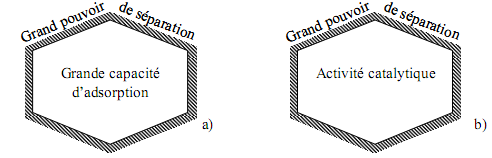 Grand pouvoir de séparation
Grande capacité
d'adsorption
a)
Grand pouvoir de séparation
Activité catalytique
b)